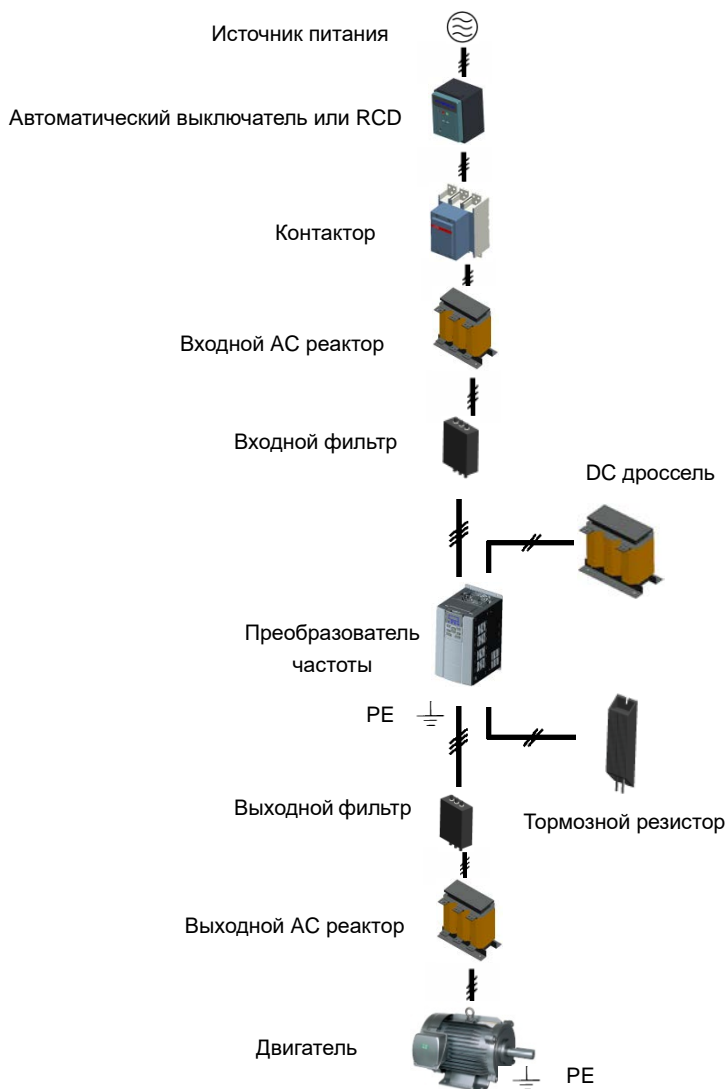 Источник питания
Автоматический выключатель или RCD
Контактор
Входной AC реактор
Входной фильтр
DC дроссель
Преобразователь
частоты
PE
Выходной фильтр
Тормозной резистор
Выходной AC реактор
Двигатель
PE